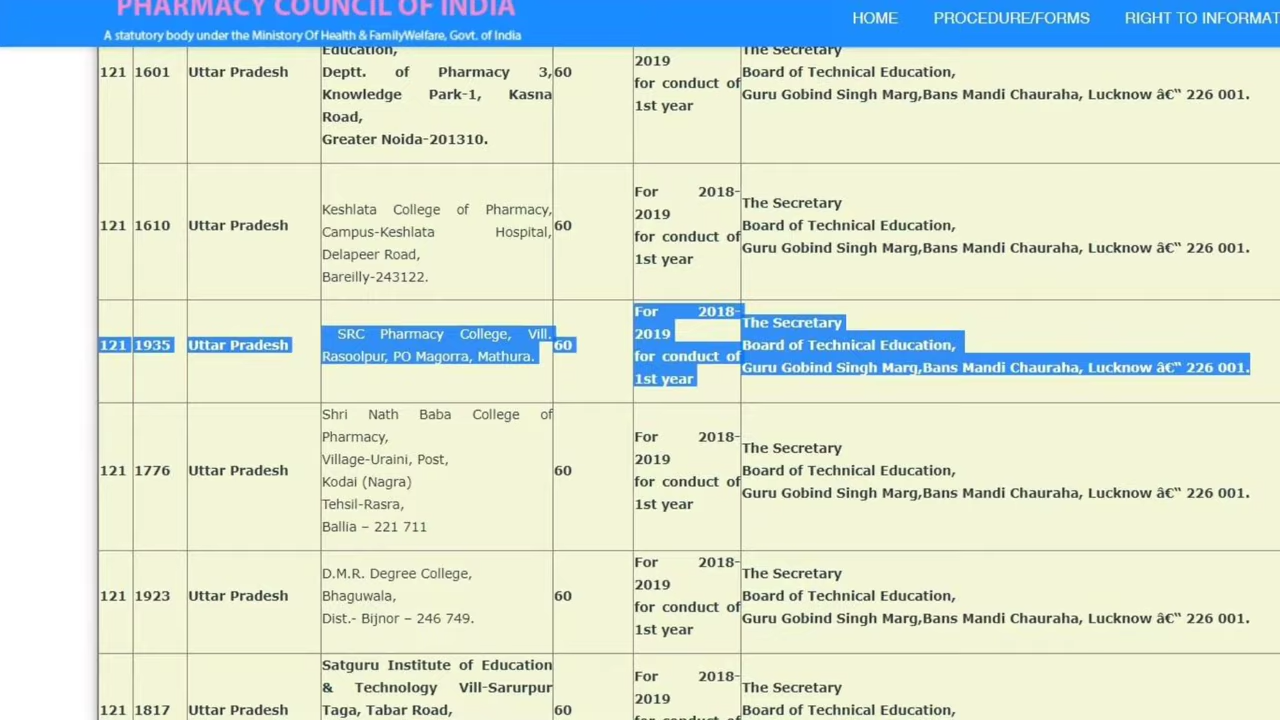 PHARMACY COUNCIL OF INDIA
A statutory body under the Ministory Of Health & FamilyWelfare, Govt. of India
HOME PROCEDURE/FORMS RIGHT TO INFORMAT
121 1601 Uttar Pradesh
Education,
Deptt. of Pharmacy 3,
Knowledge Park-1, Kasna
Road,
Greater Noida-201310.
60
2019
for conduct of
1st year
The Secretary
Board of Technical Education,
Guru Gobind Singh Marg,Bans Mandi Chauraha, Lucknow â€‟ 226 001.
121 1610 Uttar Pradesh
Keshlata College of Pharmacy,
Campus-Keshlata Hospital,
Delapeer Road,
Bareilly-243122.
60
For 2018-
2019
for conduct of
1st year
The Secretary
Board of Technical Education,
Guru Gobind Singh Marg,Bans Mandi Chauraha, Lucknow â€‟ 226 001.
121 1935 Uttar Pradesh
SRC Pharmacy College, Vill.
Rasoolpur, PO Magorra, Mathura.
60
For 2018-
2019
for conduct of
1st year
The Secretary
Board of Technical Education,
Guru Gobind Singh Marg,Bans Mandi Chauraha, Lucknow â€‟ 226 001.
121 1776 Uttar Pradesh
Shri Nath Baba College of
Pharmacy,
Village-Uraini, Post,
Kodai (Nagra)
Tehsil-Rasra,
Ballia – 221 711
60
For 2018-
2019
for conduct of
1st year
The Secretary
Board of Technical Education,
Guru Gobind Singh Marg,Bans Mandi Chauraha, Lucknow â€‟ 226 001.
121 1923 Uttar Pradesh
D.M.R. Degree College,
Bhaguwala,
Dist.- Bijnor – 246 749.
60
For 2018-
2019
for conduct of
1st year
The Secretary
Board of Technical Education,
Guru Gobind Singh Marg,Bans Mandi Chauraha, Lucknow â€‟ 226 001.
121 1817 Uttar Pradesh
Satguru Institute of Education
& Technology Vill-Sarurpur
Taga, Tabar Road,
60
For 2018-
2019
The Secretary
Board of Technical Education,